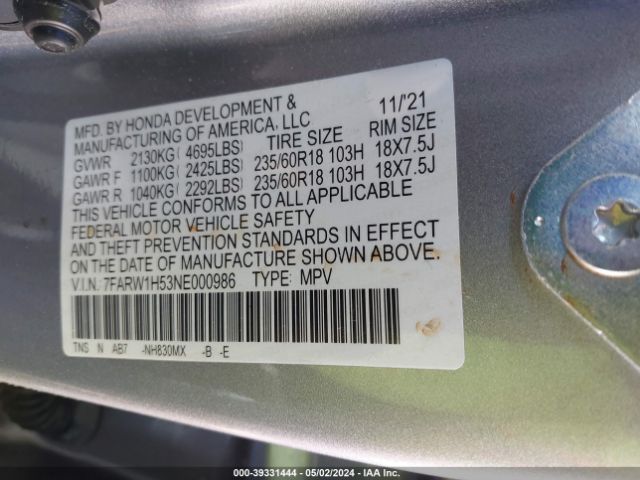 MFD. BY HONDA DEVELOPMENT & 11/'21
MANUFACTURING OF AMERICA, LLC
GVWR 2130KG( 4695LBS) TIRE SIZE RIM SIZE
GAWR F 1100KG( 2425LBS) 235/60R18 103H 18X7.5J
GAWR R 1040KG( 2292LBS) 235/60R18 103H 18X7.5J
THIS VEHICLE CONFORMS TO ALL APPLICABLE
FEDERAL MOTOR VEHICLE SAFETY
AND THEFT PREVENTION STANDARDS IN EFFECT
ON THE DATE OF MANUFACTURE SHOWN ABOVE.
V.I.N. 7FARW1H53NE000986 TYPE: MPV
TNS N AB7 -NH830MX -B -E
000-39331444 - 05/02/2024 - IAA Inc.